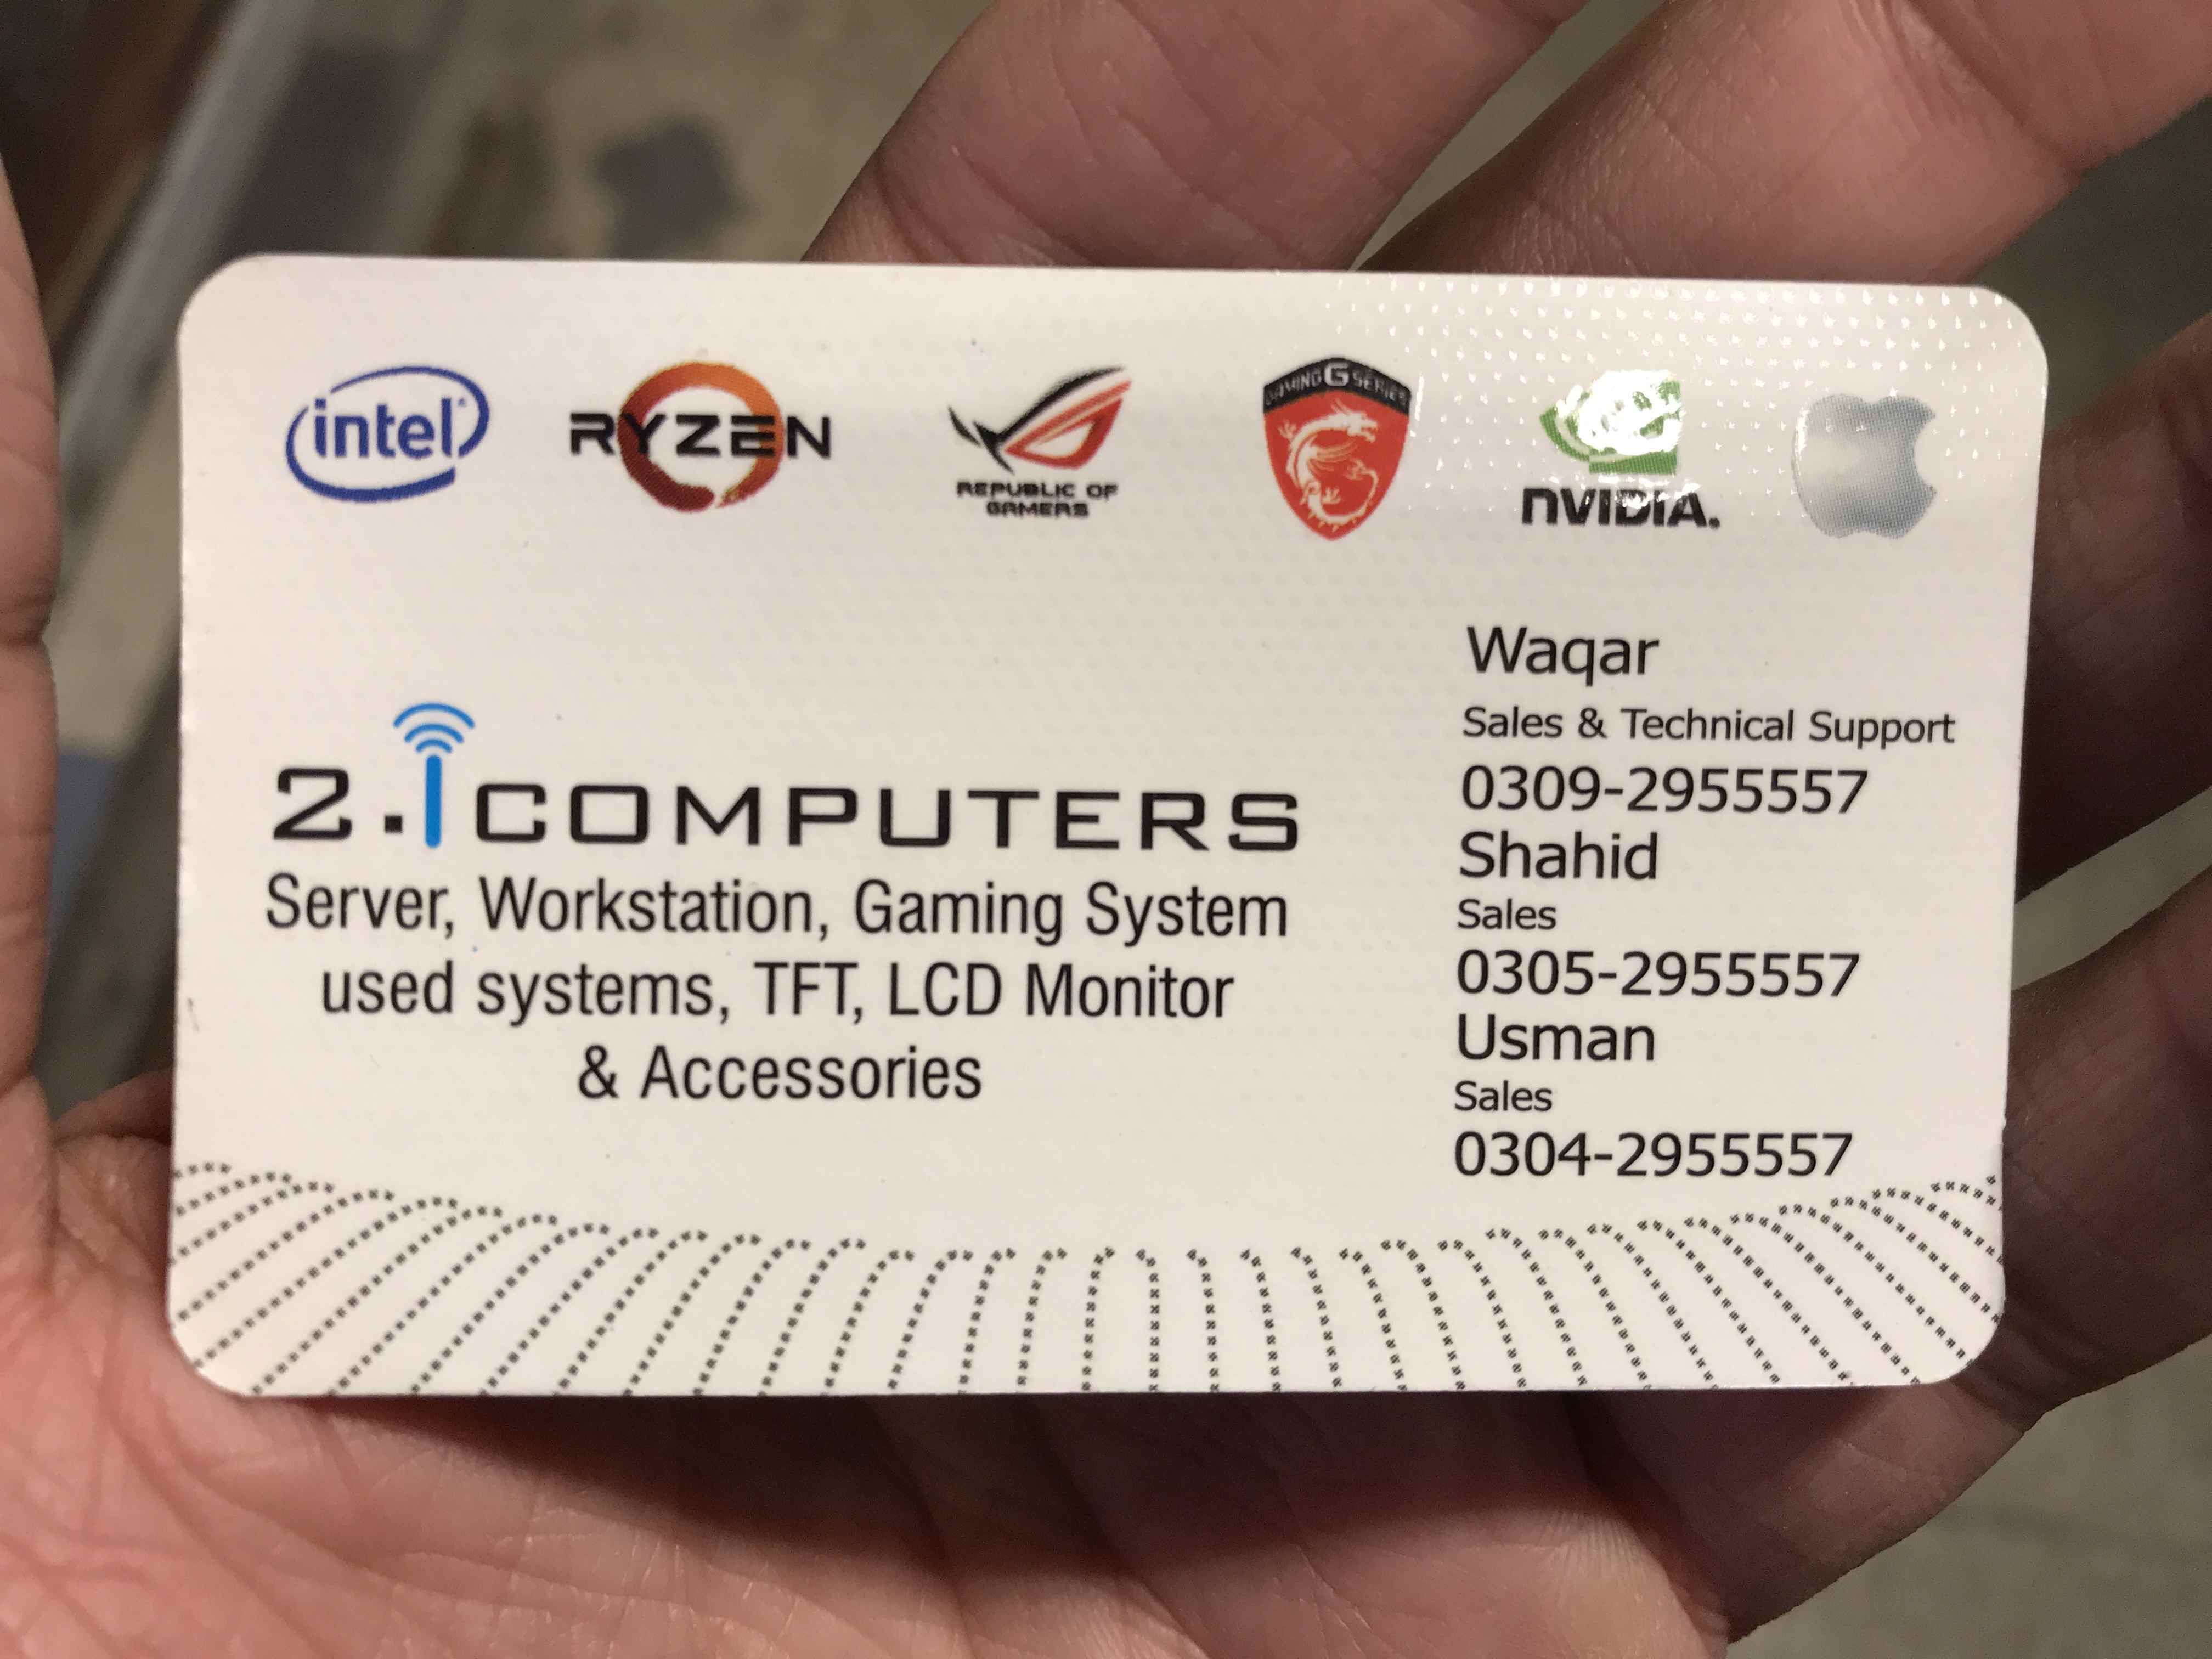 intel
RYZEN
REPUBLIC OF
GAMERS
GAMING G SERIES
NVIDIA.
2.i COMPUTERS
Server, Workstation, Gaming System
used systems, TFT, LCD Monitor
& Accessories
Waqar
Sales & Technical Support
0309-2955557
Shahid
Sales
0305-2955557
Usman
Sales
0304-2955557